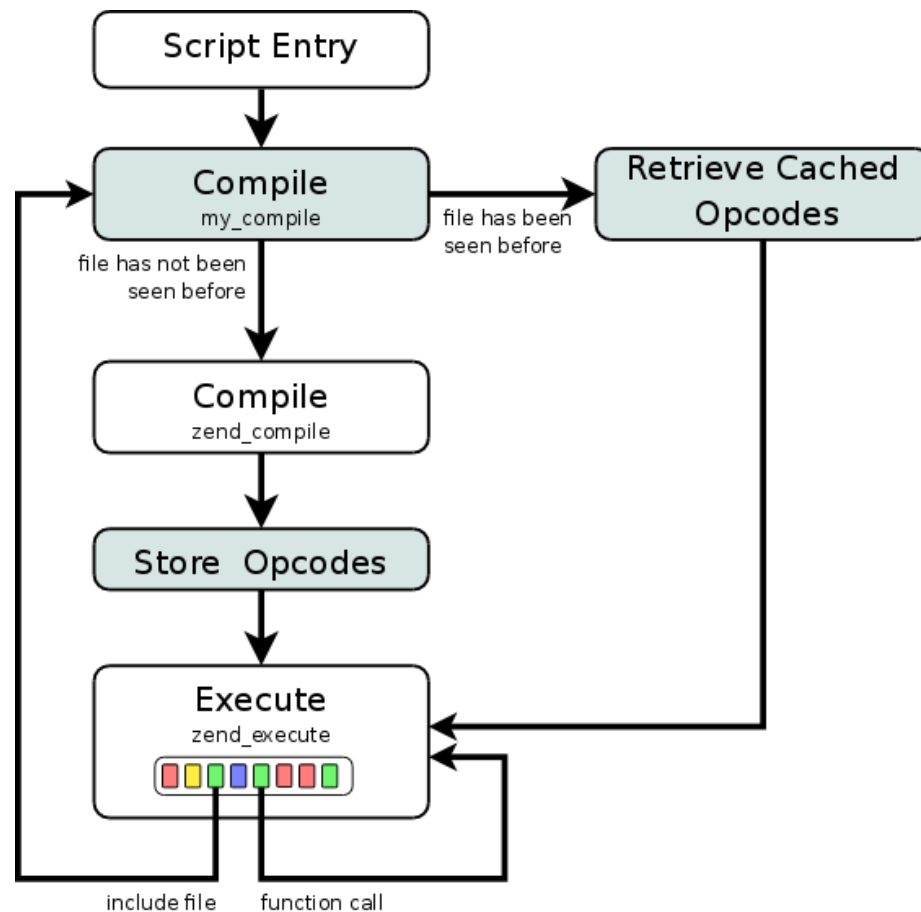 Script Entry
Compile
my_compile
Retrieve Cached
Opcodes
file has been
seen before
file has not been
seen before
Compile
zend_compile
Store Opcodes
Execute
zend_execute
include file
function call